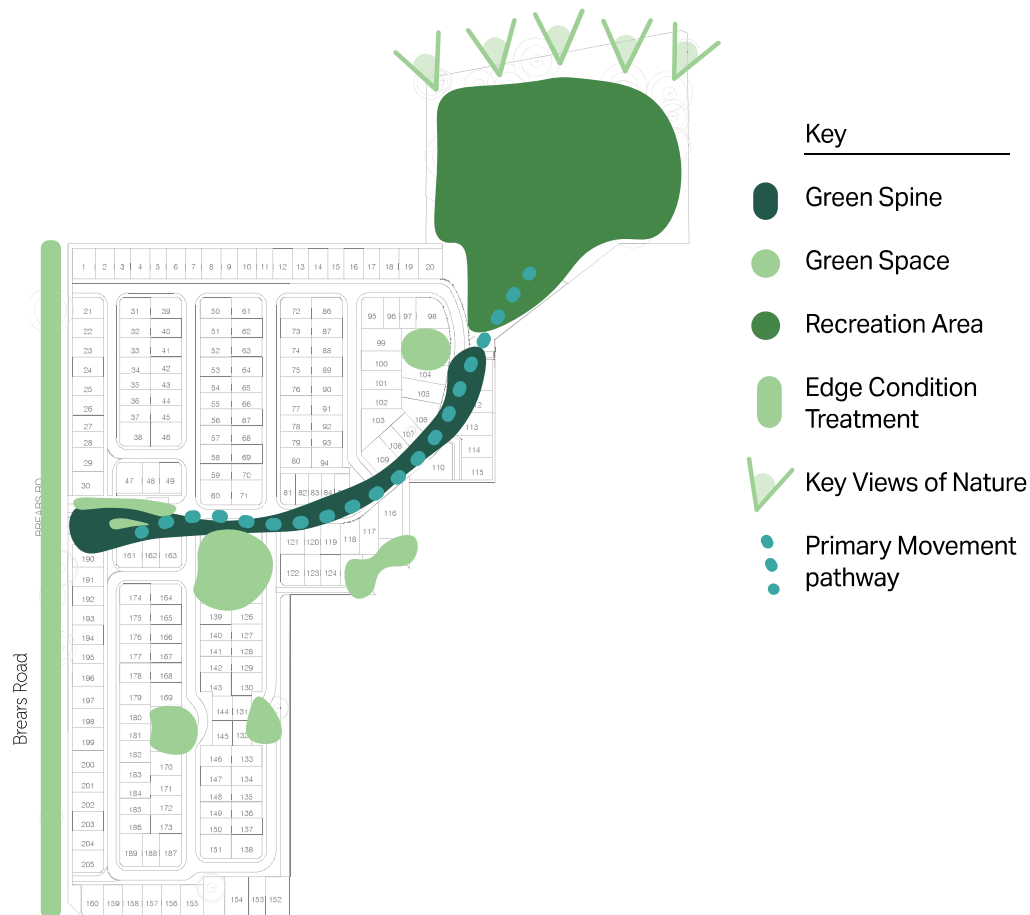 Key
Green Spine
Green Space
Recreation Area
Edge Condition
Treatment
Key Views of Nature
Primary Movement
pathway
Brears Road
BREARS RD
1 2 3 4 5 6 7 8 9 10 11 12 13 14 15 16 17 18 19 20
21 31 39 50 61 72 86 95 96 97 98
22 32 40 51 62 73 87
23 33 41 52 63 74 88 99
24 34 42 53 64 75 89 100
25 35 43 54 65 76 90 101 104
26 36 44 55 66 77 91 102 105
27 37 45 56 67 78 92 103 106
28 38 46 57 68 79 93 107 113
29 58 69 80 94 108 114
30 47 48 49 59 70 109 110 115
60 71 81 82 83 84
116
117
190 161 162 163 121 120 119 118
191 122 123 124
192 174 164
193 175 165 139 126
194 176 166 140 127
195 177 167 141 128
196 178 168 142 129
197 179 169 143 130
198 180 144 131
199 181 145
200 182 146 133
201 183 170 147 134
202 184 171 148 135
203 185 172 149 136
204 186 173 150 137
205 189 188 187 151 138
160 159 158 157 156 155 154 153 152